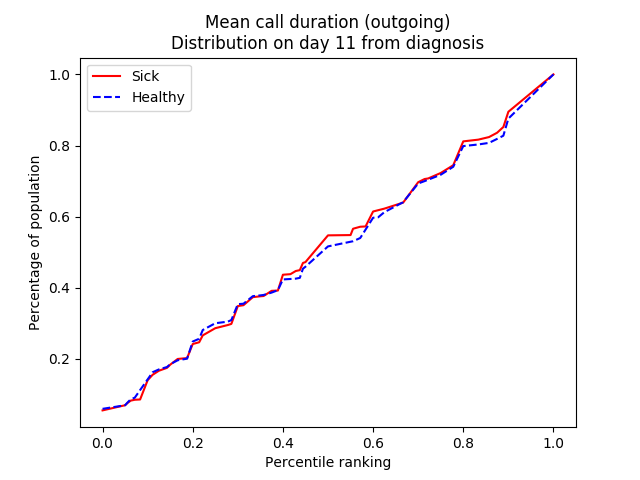 Mean call duration (outgoing)
Distribution on day 11 from diagnosis
Sick
Healthy
Percentage of population
1.0
0.8
0.6
0.4
0.2
0.0 0.2 0.4 0.6 0.8 1.0
Percentile ranking